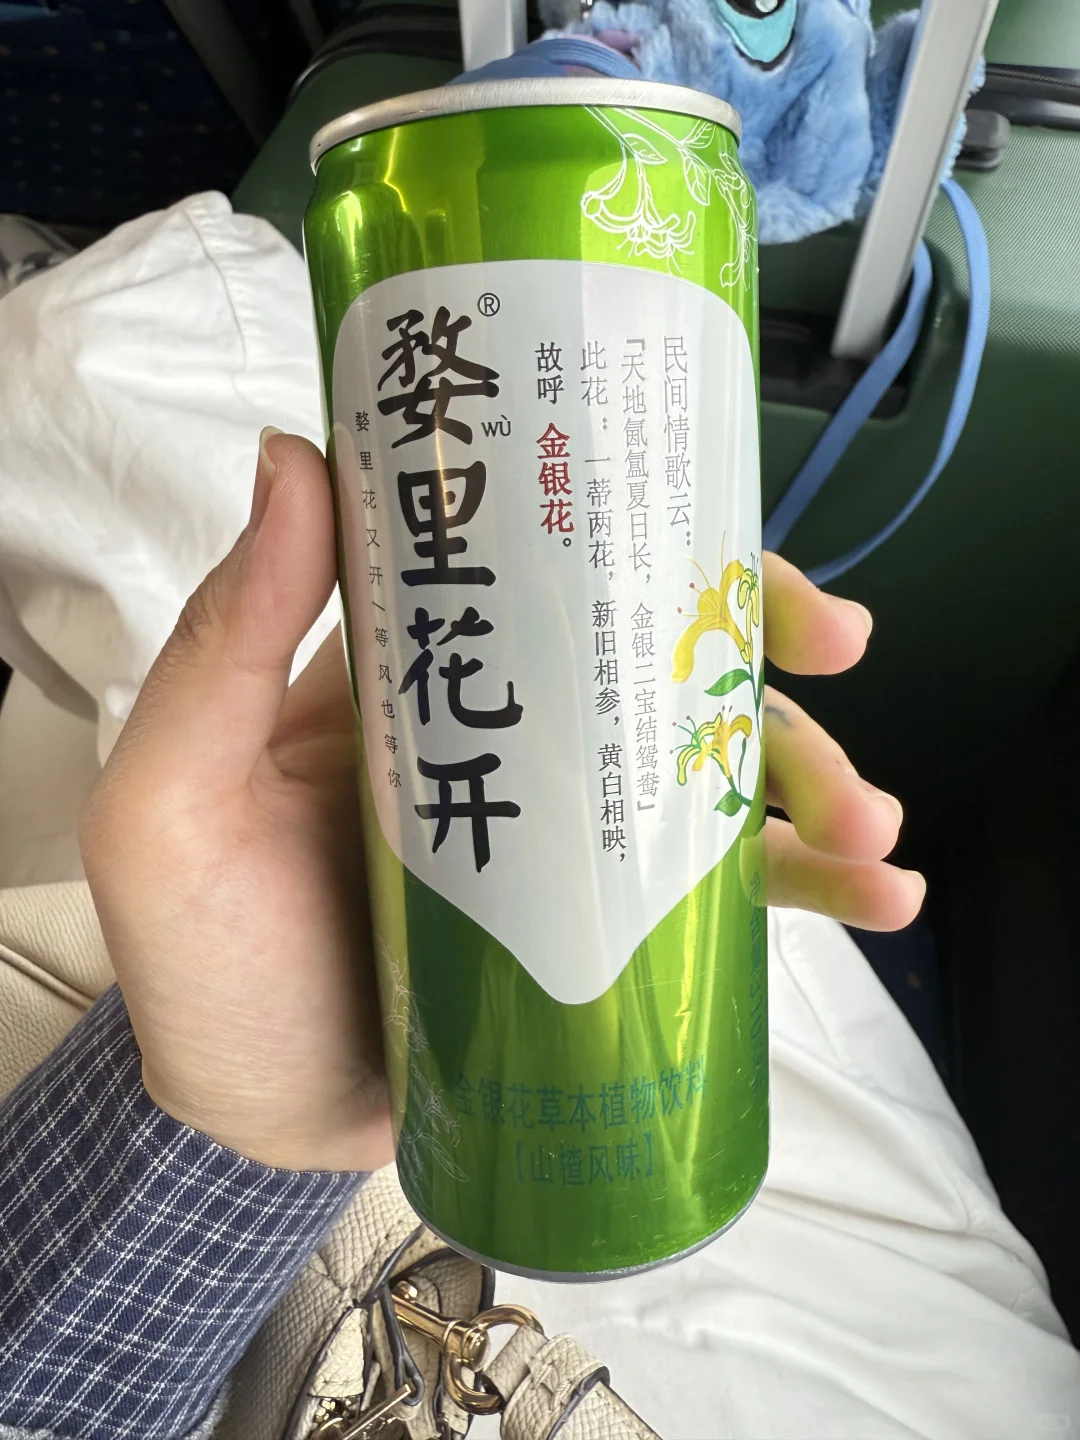 婺里花开®
WÙ
婺里花又开一等风也等你
民间情歌云：
「天地氤氲夏日长，金银二宝结鸳鸯」
此花：一蒂两花，新旧相参，黄白相映，
故呼 金银花。
金银花草本植物饮料
【山楂风味】